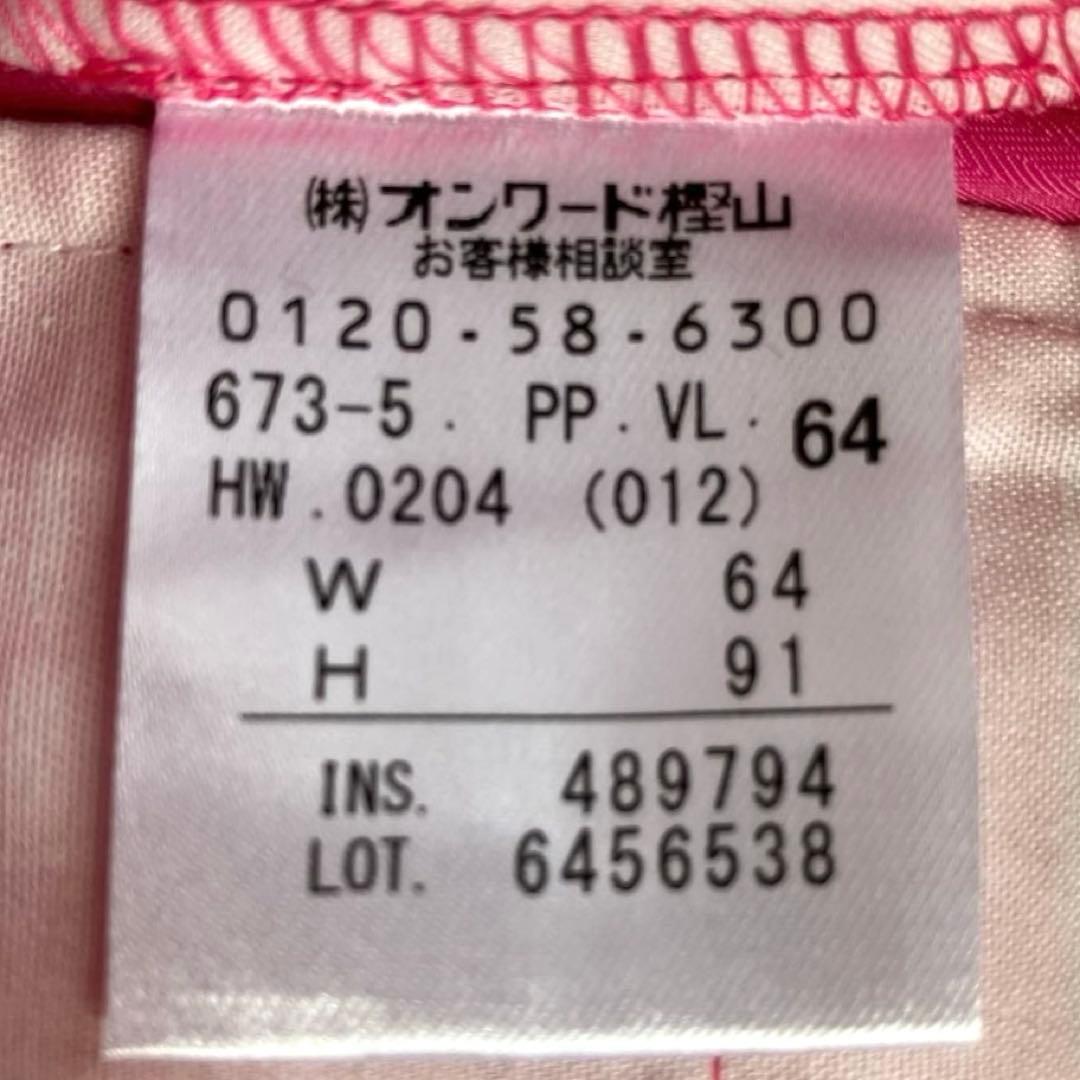 ㈱オンワード樫山
お客様相談室
0120-58-6300
673-5. PP.VL. 64
HW.0204 (012)
W 64
H 91
INS. 489794
LOT. 6456538